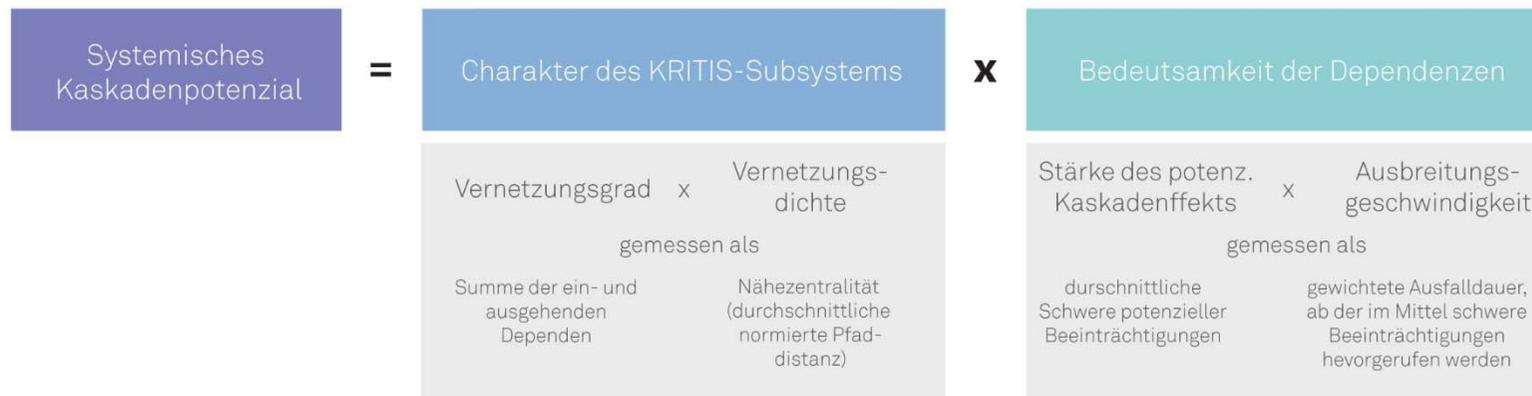 Systemisches
Kaskadenpotenzial
=
Charakter des KRITIS-Subsystems
x
Bedeutsamkeit der Dependenzen
Vernetzungsgrad x Vernetzungs-
dichte
gemessen als
Summe der ein- und
ausgehenden
Dependen
Nähezentralität
(durchschnittliche
normierte Pfad-
distanz)
Stärke des potenz.
Kaskadenffekts
x
Ausbreitungs-
geschwindigkeit
gemessen als
durschnittliche
Schwere potenzieller
Beeinträchtigungen
gewichtete Ausfalldauer,
ab der im Mittel schwere
Beeinträchtigungen
hevorgerufen werden